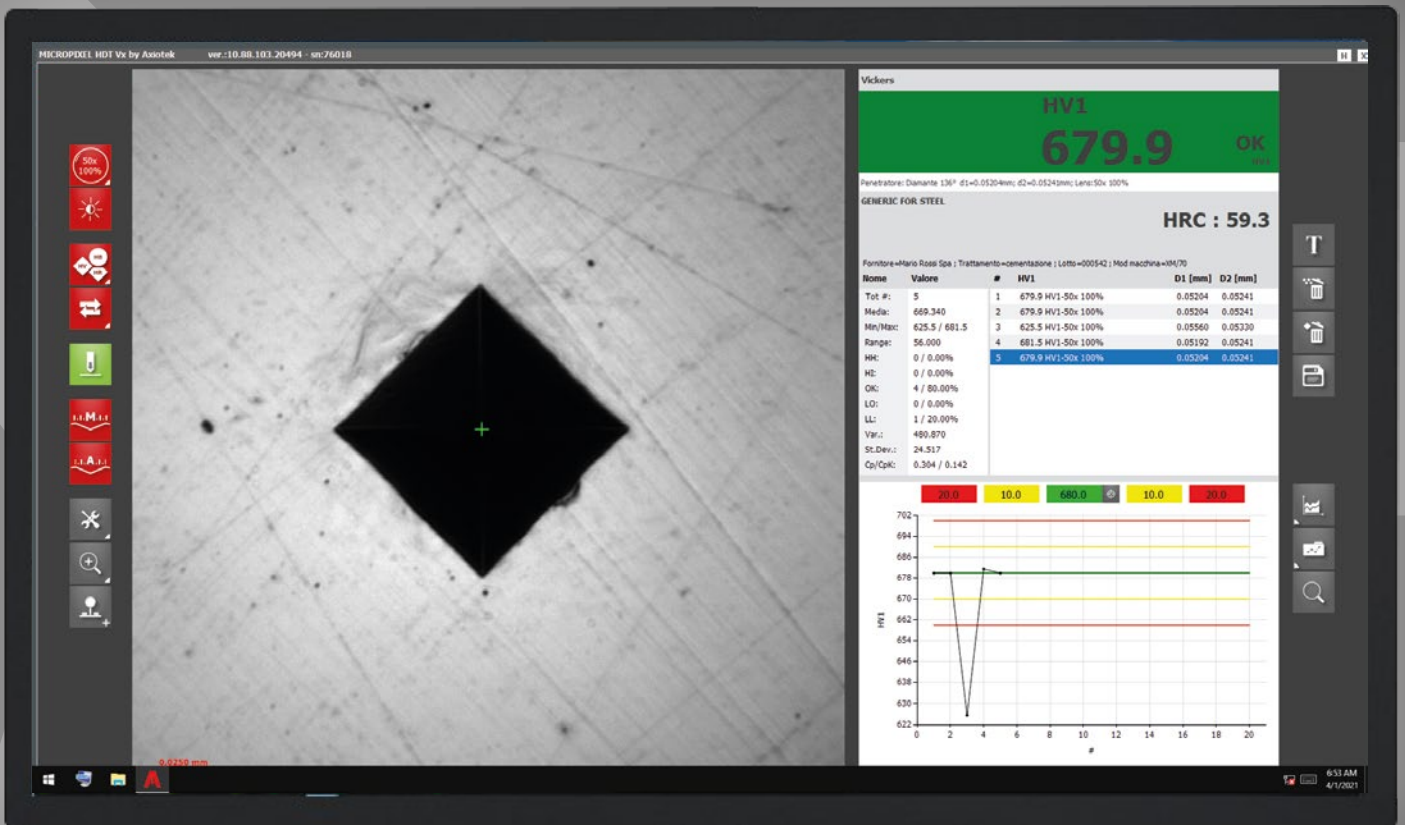 MICROPIXEL HDT Vx by Axiotek ver.:10.88.103.20494 - sn:76018
H X
50x
100%
HV HB HR
M
A
0.0250 mm
Vickers
HV1
679.9 OK
HV1
Penetratore: Diamante 136° d1=0.05204mm; d2=0.05241mm; Lens:50x 100%
GENERIC FOR STEEL
HRC : 59.3
Fornitore=Mario Rossi Spa ; Trattamento=cementazione ; Lotto=000542 ; Mod macchina=XM/70
Nome Valore # HV1 D1 [mm] D2 [mm]
Tot #: 5 1 679.9 HV1-50x 100% 0.05204 0.05241
Media: 669.340 2 679.9 HV1-50x 100% 0.05204 0.05241
Min/Max: 625.5 / 681.5 3 625.5 HV1-50x 100% 0.05560 0.05330
Range: 56.000 4 681.5 HV1-50x 100% 0.05192 0.05241
HH: 0 / 0.00% 5 679.9 HV1-50x 100% 0.05204 0.05241
HI: 0 / 0.00%
OK: 4 / 80.00%
LO: 0 / 0.00%
LL: 1 / 20.00%
Var.: 480.870
St.Dev.: 24.517
Cp/CpK: 0.304 / 0.142
20.0 10.0 680.0 10.0 20.0
702
694
686
678
670
662
654
646
638
630
622
HV1
0 2 4 6 8 10 12 14 16 18 20
#
T
6:53 AM
4/1/2021